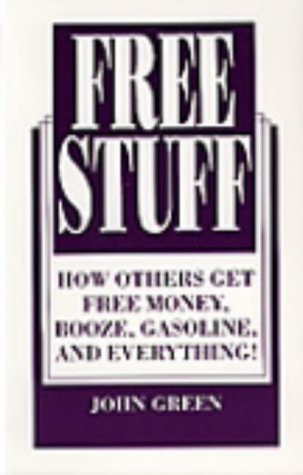 FREE
STUFF
HOW OTHERS GET
FREE MONEY,
BOOZE, GASOLINE,
AND EVERYTHING!
JOHN GREEN